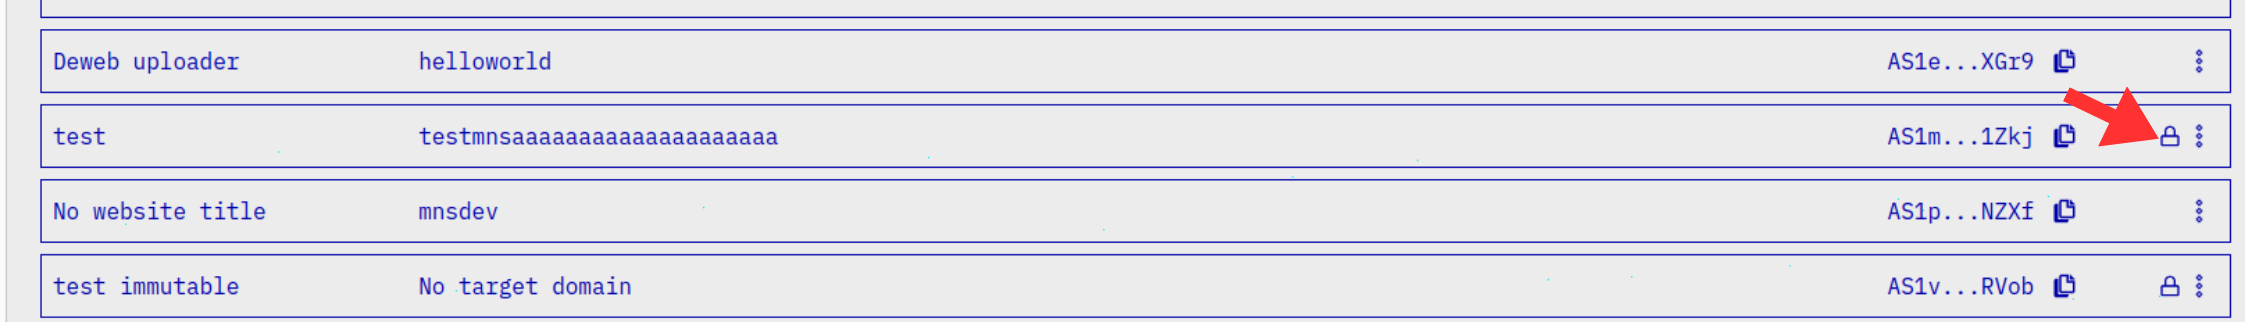 Deweb uploader helloworld AS1e...XGr9
test testmnsaaaaaaaaaaaaaaaaaaaa AS1m...1Zkj
No website title mnsdev AS1p...NZXf
test immutable No target domain AS1v...RVob